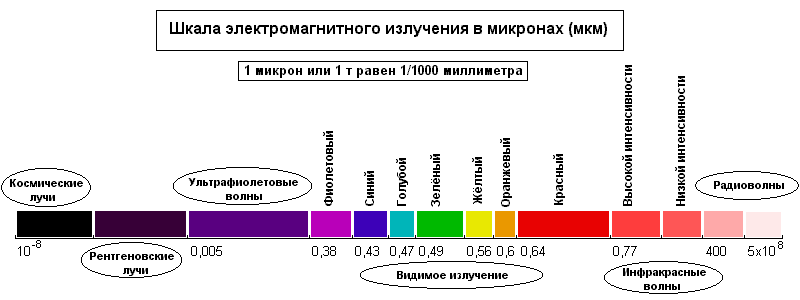 Шкала электромагнитного излучения в микронах (мкм)
1 микрон или 1 т равен 1/1000 миллиметра
Космические
лучи
Рентгеновские
лучи
Ультрафиолетовые
волны
Фиолетовый
Синий
Голубой
Зелёный
Жёлтый
Оранжевый
Красный
Высокой интенсивности
Низкой интенсивности
Радиоволны
10-8 0,005 0,38 0,43 0,47 0,49 0,56 0,6 0,64 0,77 400 5x108
Видимое излучение
Инфракрасные
волны